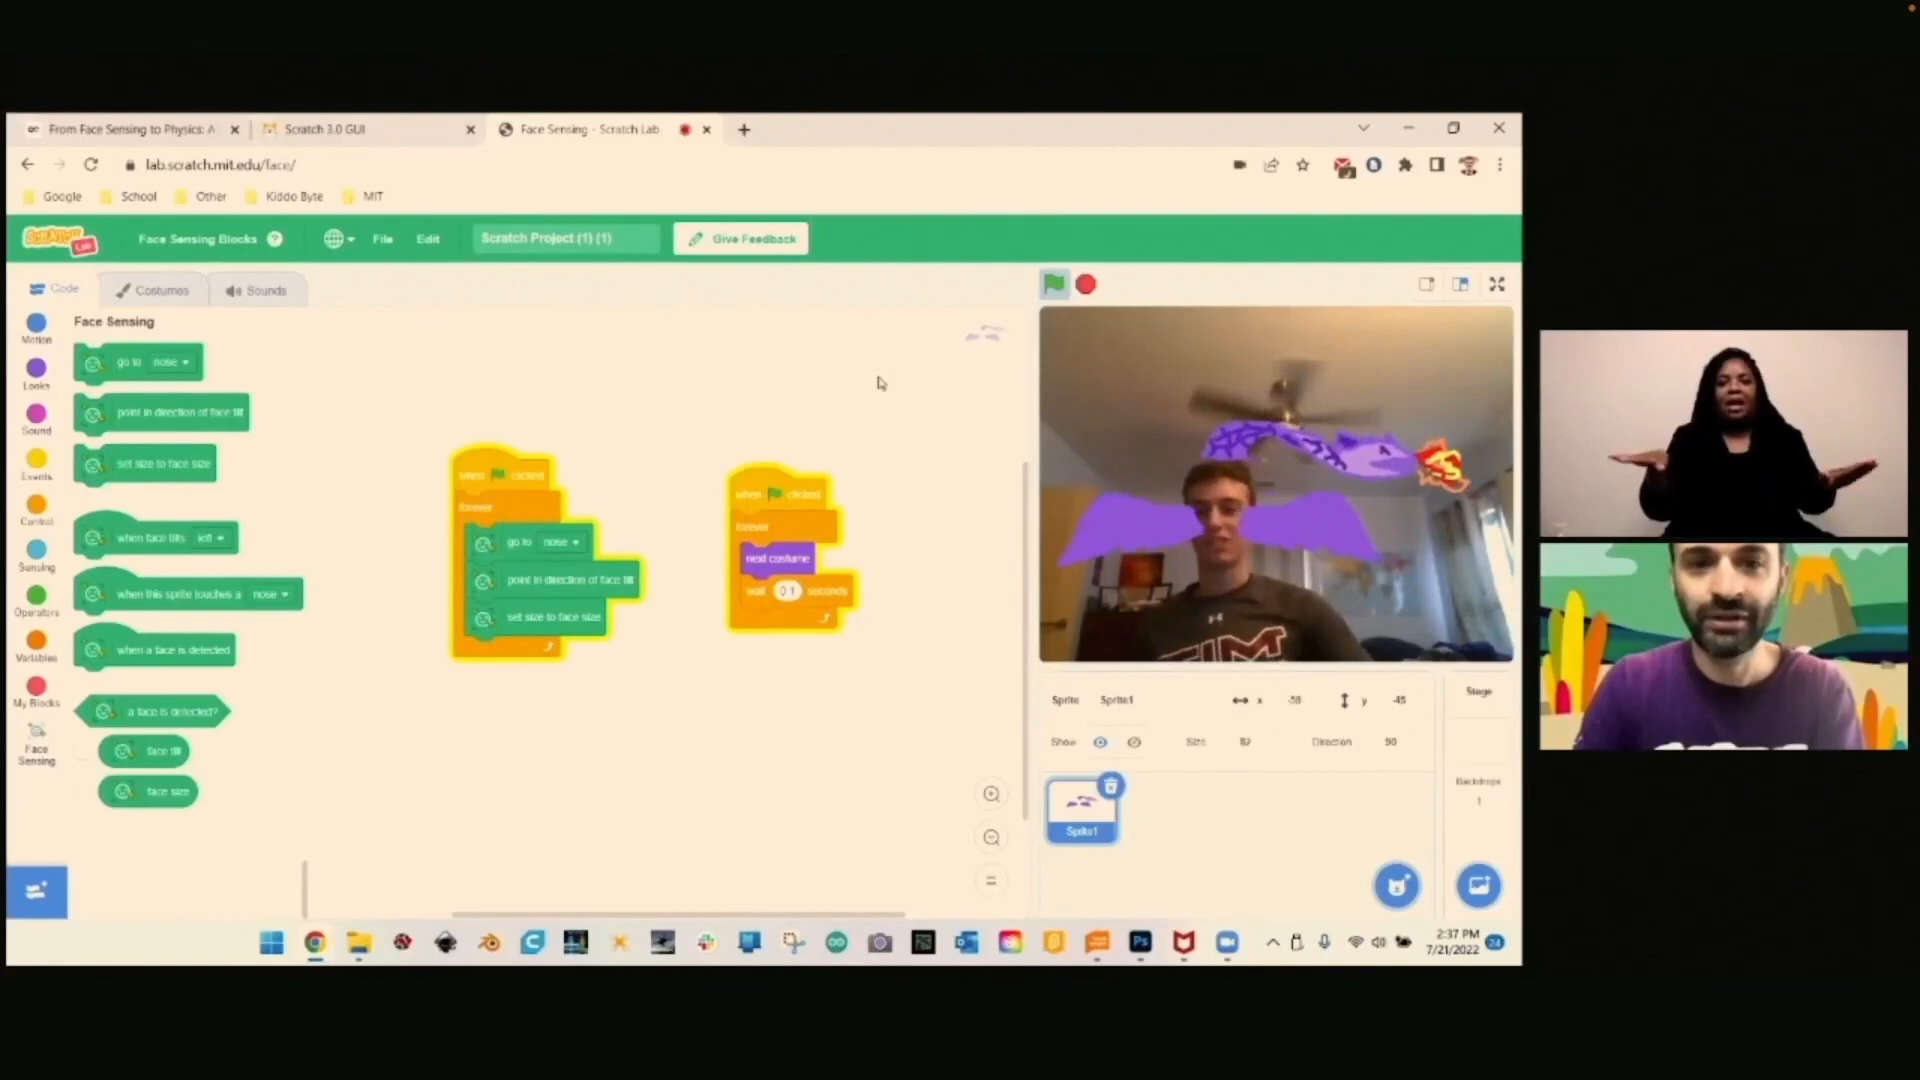 From Face Sensing to Physics: A
Scratch 3.0 GUI
Face Sensing - Scratch Lab
lab.scratch.mit.edu/face/
Google
School
Other
Kiddo Byte
MIT
SCRATCH Lab
Face Sensing Blocks ?
File
Edit
Scratch Project (1) (1)
Give Feedback
Code
Costumes
Sounds
Motion
Looks
Sound
Events
Control
Sensing
Operators
Variables
My Blocks
Face
Sensing
Face Sensing
go to nose
point in direction of face tilt
set size to face size
when face tilts left
when this sprite touches a nose
when a face is detected
a face is detected?
face tilt
face size
when clicked
forever
go to nose
point in direction of face tilt
set size to face size
when clicked
forever
next costume
wait 0.1 seconds
Sprite Sprite1 x y -45
Show Size Direction 90
Sprite1
Stage
Backdrops
1
Ps
2:37 PM
7/21/2022
24